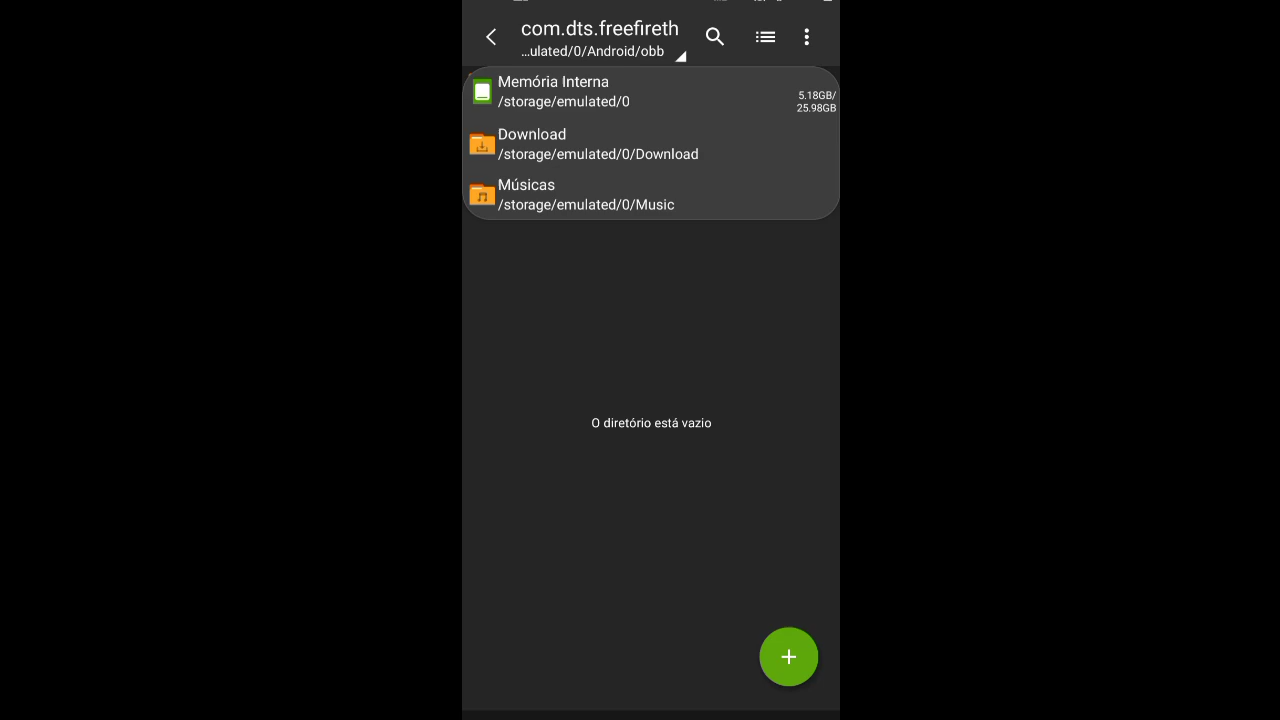 com.dts.freefireth
...ulated/0/Android/obb
Memória Interna
/storage/emulated/0
5.18GB/
25.98GB
Download
/storage/emulated/0/Download
Músicas
/storage/emulated/0/Music
O diretório está vazio